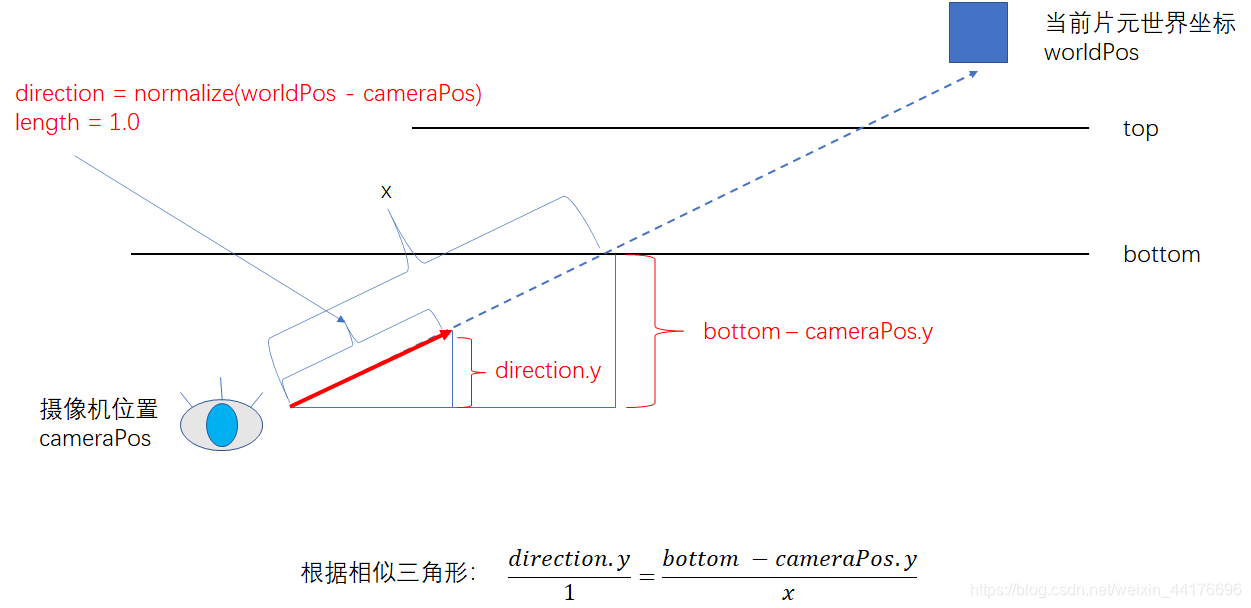 当前片元世界坐标
worldPos
direction = normalize(worldPos - cameraPos)
length = 1.0
top
x
bottom
bottom – cameraPos.y
direction.y
摄像机位置
cameraPos
根据相似三角形： direction.y / 1 = bottom − cameraPos.y / x
https://blog.csdn.net/weixin_44176696